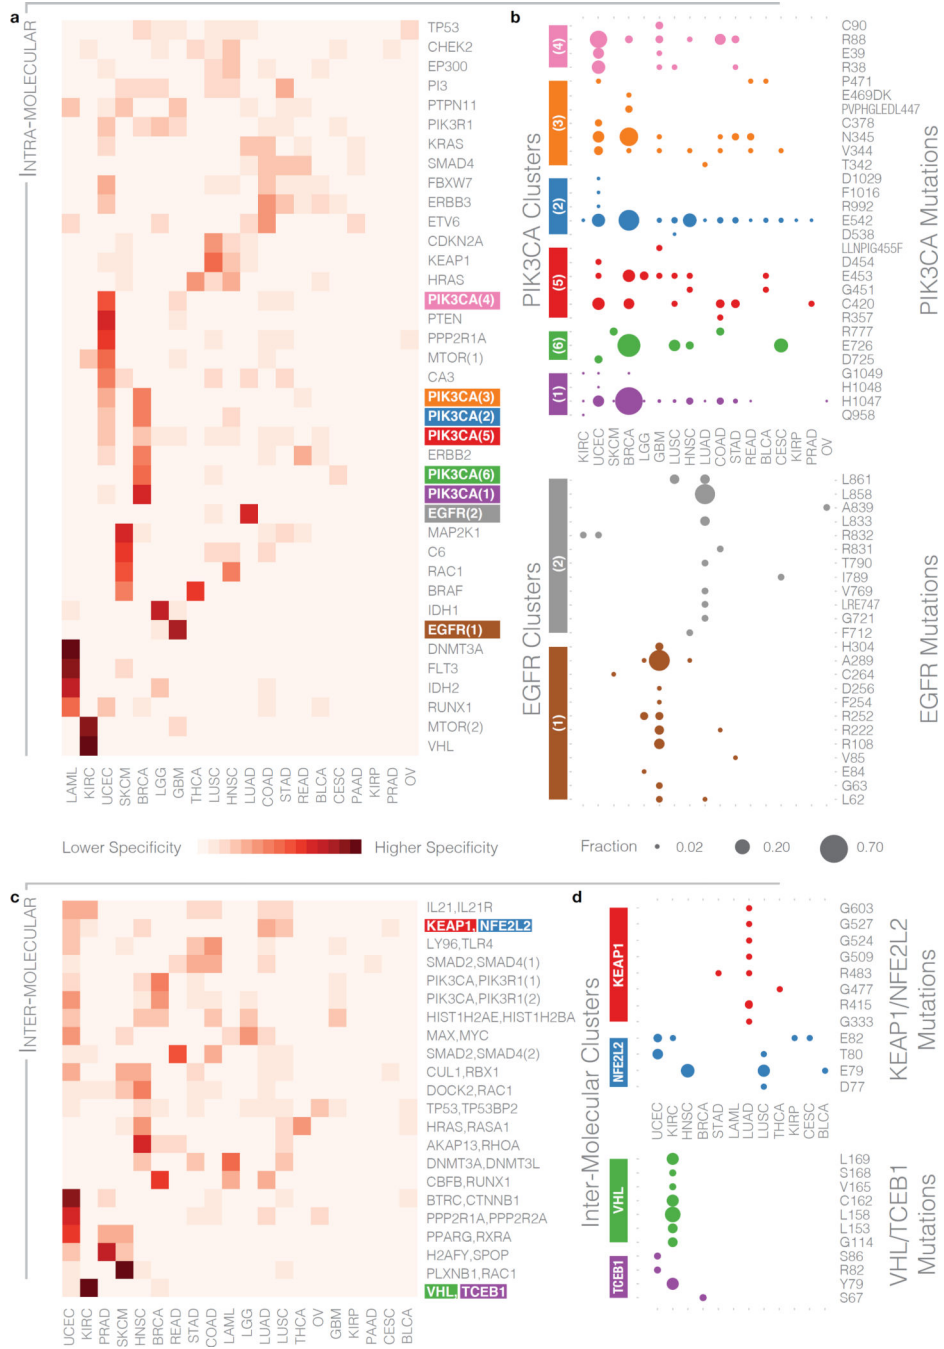 a
INTRA-MOLECULAR
TP53
CHEK2
EP300
PI3
PTPN11
PIK3R1
KRAS
SMAD4
FBXW7
ERBB3
ETV6
CDKN2A
KEAP1
HRAS
PIK3CA(4)
PTEN
PPP2R1A
MTOR(1)
CA3
PIK3CA(3)
PIK3CA(2)
PIK3CA(5)
ERBB2
PIK3CA(6)
PIK3CA(1)
EGFR(2)
MAP2K1
C6
RAC1
BRAF
IDH1
EGFR(1)
DNMT3A
FLT3
IDH2
RUNX1
MTOR(2)
VHL
LAML KIRC UCEC SKCM BRCA LGG GBM THCA LUSC HNSC LUAD COAD STAD READ BLCA CESC PAAD KIRP PRAD OV
Lower Specificity Higher Specificity
b
PIK3CA Clusters
(4)
(3)
(2)
(5)
(6)
(1)
C90
R88
E39
R38
P471
E469DK
PVPHGLEDL447
C378
N345
V344
T342
D1029
F1016
R992
E542
D538
LLNPIG455F
D454
E453
G451
C420
R357
R777
E726
D725
G1049
H1048
H1047
Q958
PIK3CA Mutations
KIRC UCEC SKCM BRCA LGG GBM LUSC HNSC LUAD COAD STAD READ BLCA CESC KIRP PRAD OV
EGFR Clusters
(2)
(1)
L861
L858
A839
L833
R832
R831
T790
I789
V769
LRE747
G721
F712
H304
A289
C264
D256
F254
R252
R222
R108
V85
E84
G63
L62
EGFR Mutations
Fraction 0.02 0.20 0.70
c
INTER-MOLECULAR
IL21,IL21R
KEAP1, NFE2L2
LY96,TLR4
SMAD2,SMAD4(1)
PIK3CA,PIK3R1(1)
PIK3CA,PIK3R1(2)
HIST1H2AE,HIST1H2BA
MAX,MYC
SMAD2,SMAD4(2)
CUL1,RBX1
DOCK2,RAC1
TP53,TP53BP2
HRAS,RASA1
AKAP13,RHOA
DNMT3A,DNMT3L
CBFB,RUNX1
BTRC,CTNNB1
PPP2R1A,PPP2R2A
PPARG,RXRA
H2AFY,SPOP
PLXNB1,RAC1
VHL, TCEB1
UCEC KIRC PRAD SKCM HNSC BRCA READ STAD COAD LAML LGG LUAD LUSC THCA OV GBM KIRP PAAD CESC BLCA
d
Inter-Molecular Clusters
KEAP1
NFE2L2
G603
G527
G524
G509
R483
G477
R415
G333
E82
T80
E79
D77
KEAP1/NFE2L2
Mutations
UCEC KIRC HNSC BRCA STAD LAML LUAD LUSC THCA KIRP CESC BLCA
VHL
TCEB1
L169
S168
V165
C162
L158
L153
G114
S86
R82
Y79
S67
VHL/TCEB1
Mutations